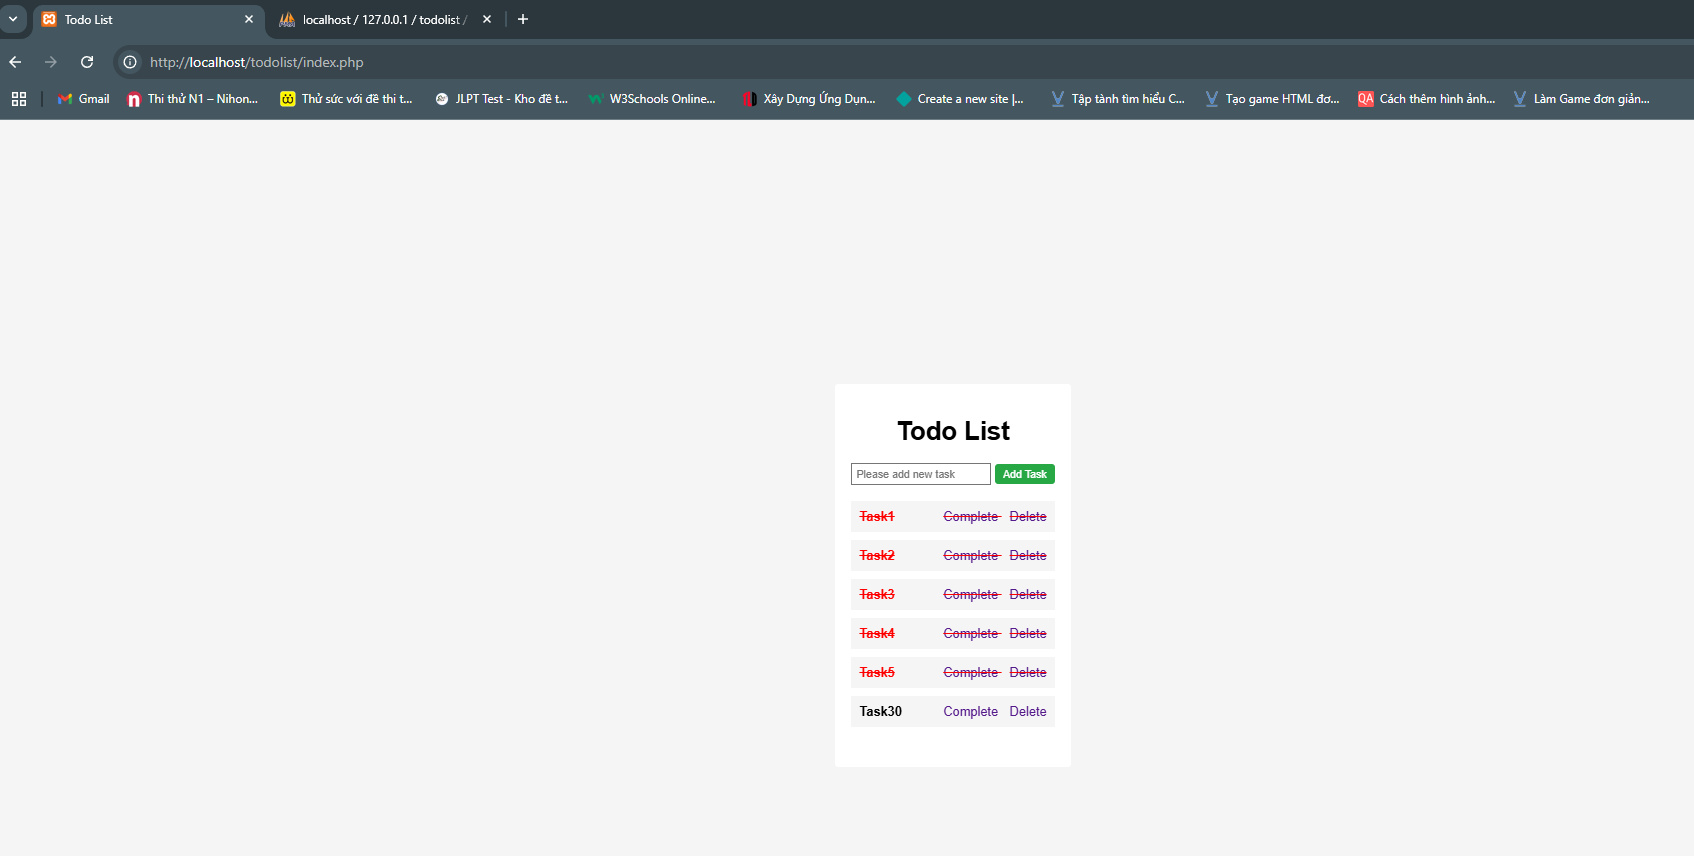 Todo List
localhost / 127.0.0.1 / todolist /
http://localhost/todolist/index.php
Gmail
Thi thử N1 – Nihon...
Thử sức với đề thi t...
JLPT Test - Kho đề t...
W3Schools Online...
Xây Dựng Ứng Dụn...
Create a new site |...
Tập tành tìm hiểu C...
Tạo game HTML đơ...
QA Cách thêm hình ảnh...
Làm Game đơn giản...
Todo List
Please add new task Add Task
Task1 Complete Delete
Task2 Complete Delete
Task3 Complete Delete
Task4 Complete Delete
Task5 Complete Delete
Task30 Complete Delete